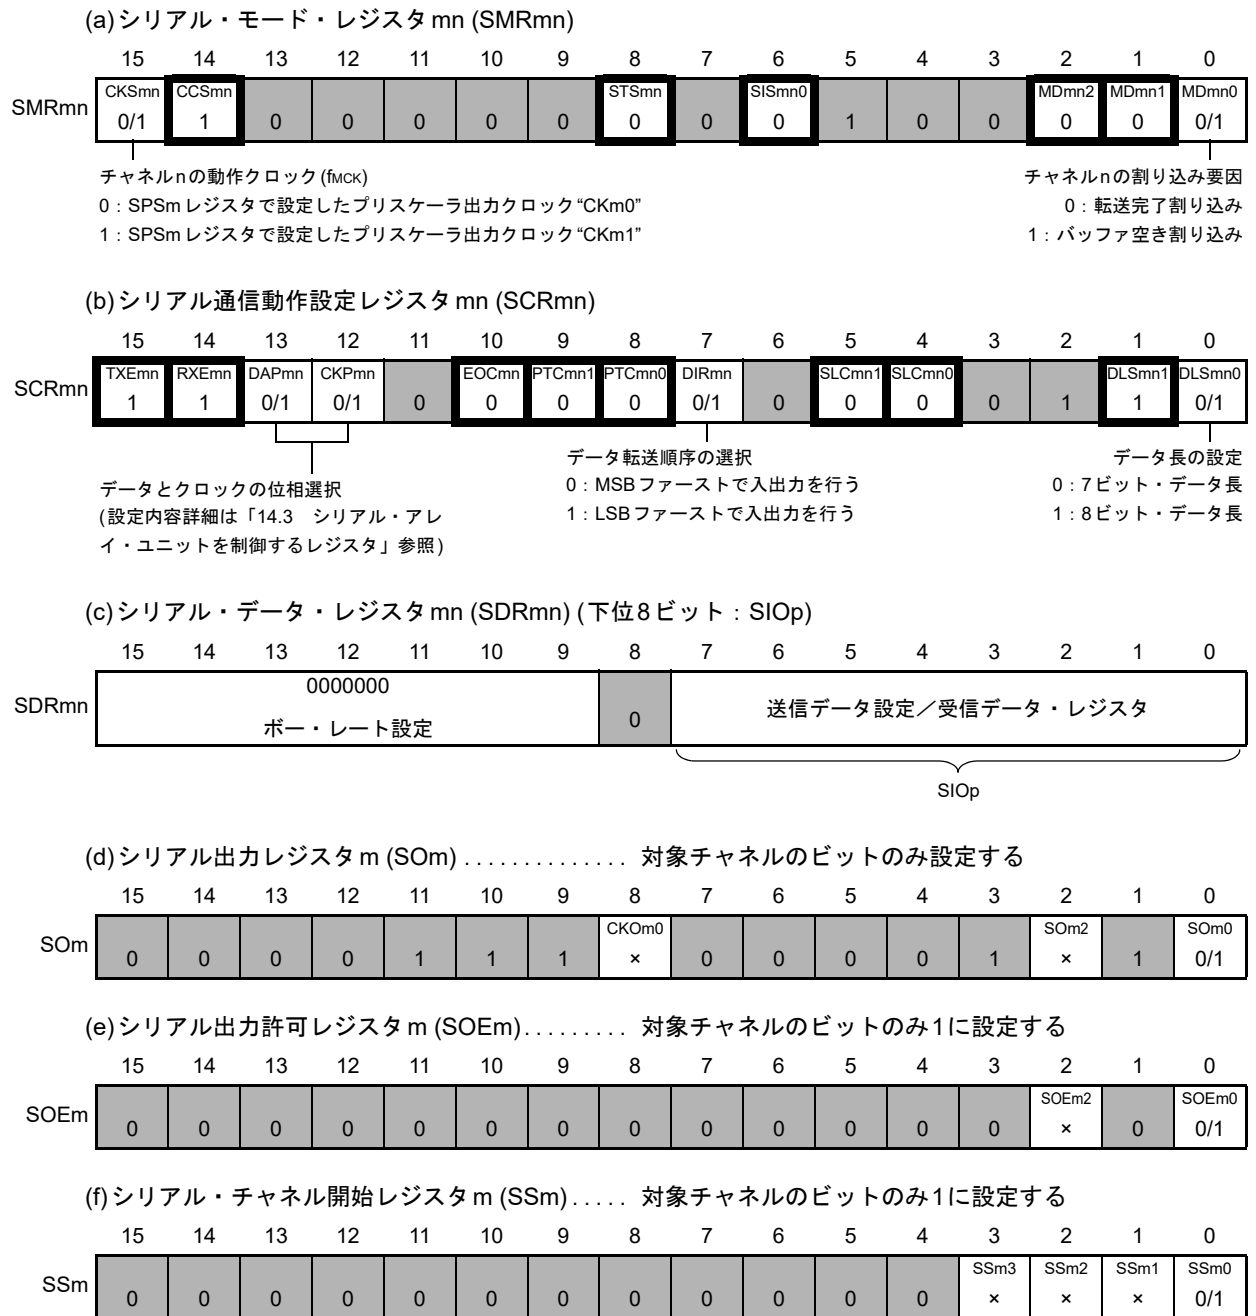 (a)シリアル・モード・レジスタmn (SMRmn)
15 14 13 12 11 10 9 8 7 6 5 4 3 2 1 0
CKSmn CCSmn STSmn SISmn0 MDmn2 MDmn1 MDmn0
SMRmn 0/1 1 0 0 0 0 0 0 0 0 1 0 0 0 0 0/1
チャネルnの動作クロック(fMCK)
0：SPSmレジスタで設定したプリスケーラ出力クロック“CKm0”
1：SPSmレジスタで設定したプリスケーラ出力クロック“CKm1”
チャネルnの割り込み要因
0：転送完了割り込み
1：バッファ空き割り込み
(b)シリアル通信動作設定レジスタmn (SCRmn)
15 14 13 12 11 10 9 8 7 6 5 4 3 2 1 0
TXEmn RXEmn DAPmn CKPmn EOCmn PTCmn1 PTCmn0 DIRmn SLCmn1 SLCmn0 DLSmn1 DLSmn0
SCRmn 1 1 0/1 0/1 0 0 0 0 0/1 0 0 0 0 1 1 0/1
データとクロックの位相選択
(設定内容詳細は「14.3　シリアル・アレ
イ・ユニットを制御するレジスタ」参照)
データ転送順序の選択
0：MSBファーストで入出力を行う
1：LSBファーストで入出力を行う
データ長の設定
0：7ビット・データ長
1：8ビット・データ長
(c)シリアル・データ・レジスタmn (SDRmn) (下位8ビット：SIOp)
15 14 13 12 11 10 9 8 7 6 5 4 3 2 1 0
SDRmn 0000000
ボー・レート設定 0 送信データ設定／受信データ・レジスタ
SIOp
(d)シリアル出力レジスタm (SOm) .............. 対象チャネルのビットのみ設定する
15 14 13 12 11 10 9 8 7 6 5 4 3 2 1 0
CKOm0 SOm2 SOm0
SOm 0 0 0 0 1 1 1 × 0 0 0 0 1 × 1 0/1
(e)シリアル出力許可レジスタm (SOEm)......... 対象チャネルのビットのみ1に設定する
15 14 13 12 11 10 9 8 7 6 5 4 3 2 1 0
SOEm2 SOEm0
SOEm 0 0 0 0 0 0 0 0 0 0 0 0 0 × 0 0/1
(f)シリアル・チャネル開始レジスタm (SSm)..... 対象チャネルのビットのみ1に設定する
15 14 13 12 11 10 9 8 7 6 5 4 3 2 1 0
SSm3 SSm2 SSm1 SSm0
SSm 0 0 0 0 0 0 0 0 0 0 0 0 × × × 0/1